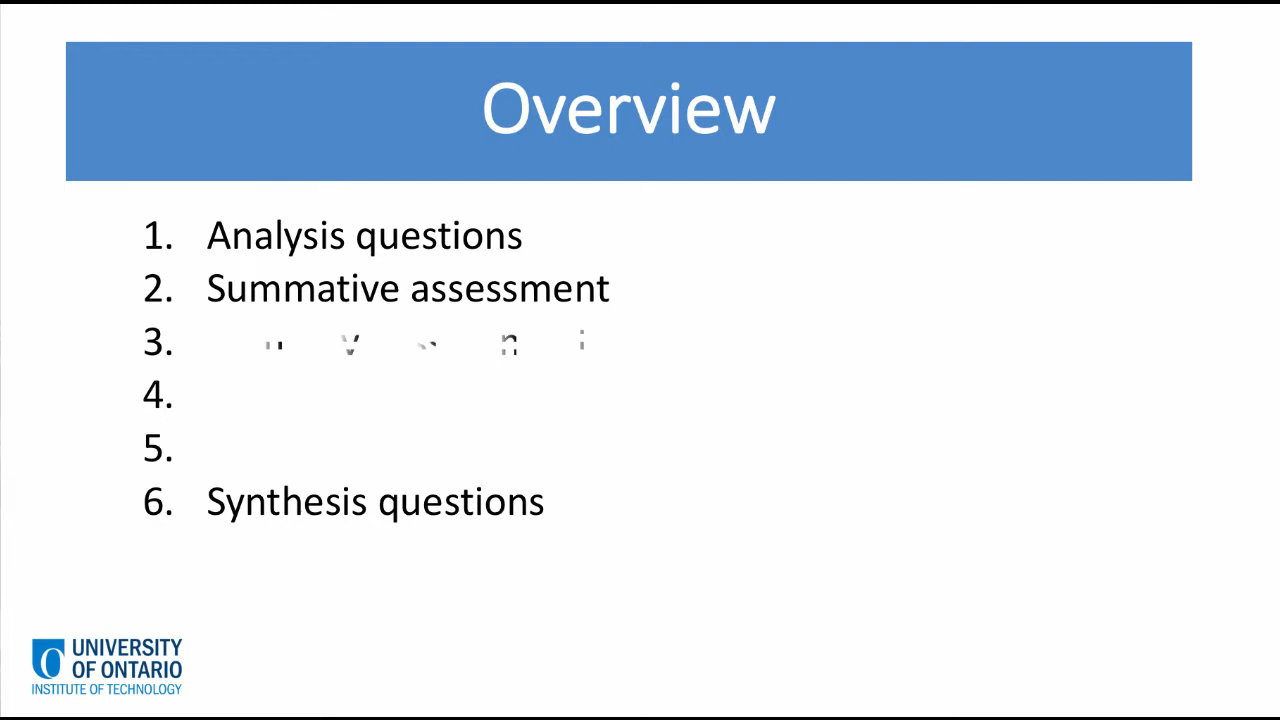 Overview
1. Analysis questions
2. Summative assessment
3.
4.
5.
6. Synthesis questions
UNIVERSITY
OF ONTARIO
INSTITUTE OF TECHNOLOGY